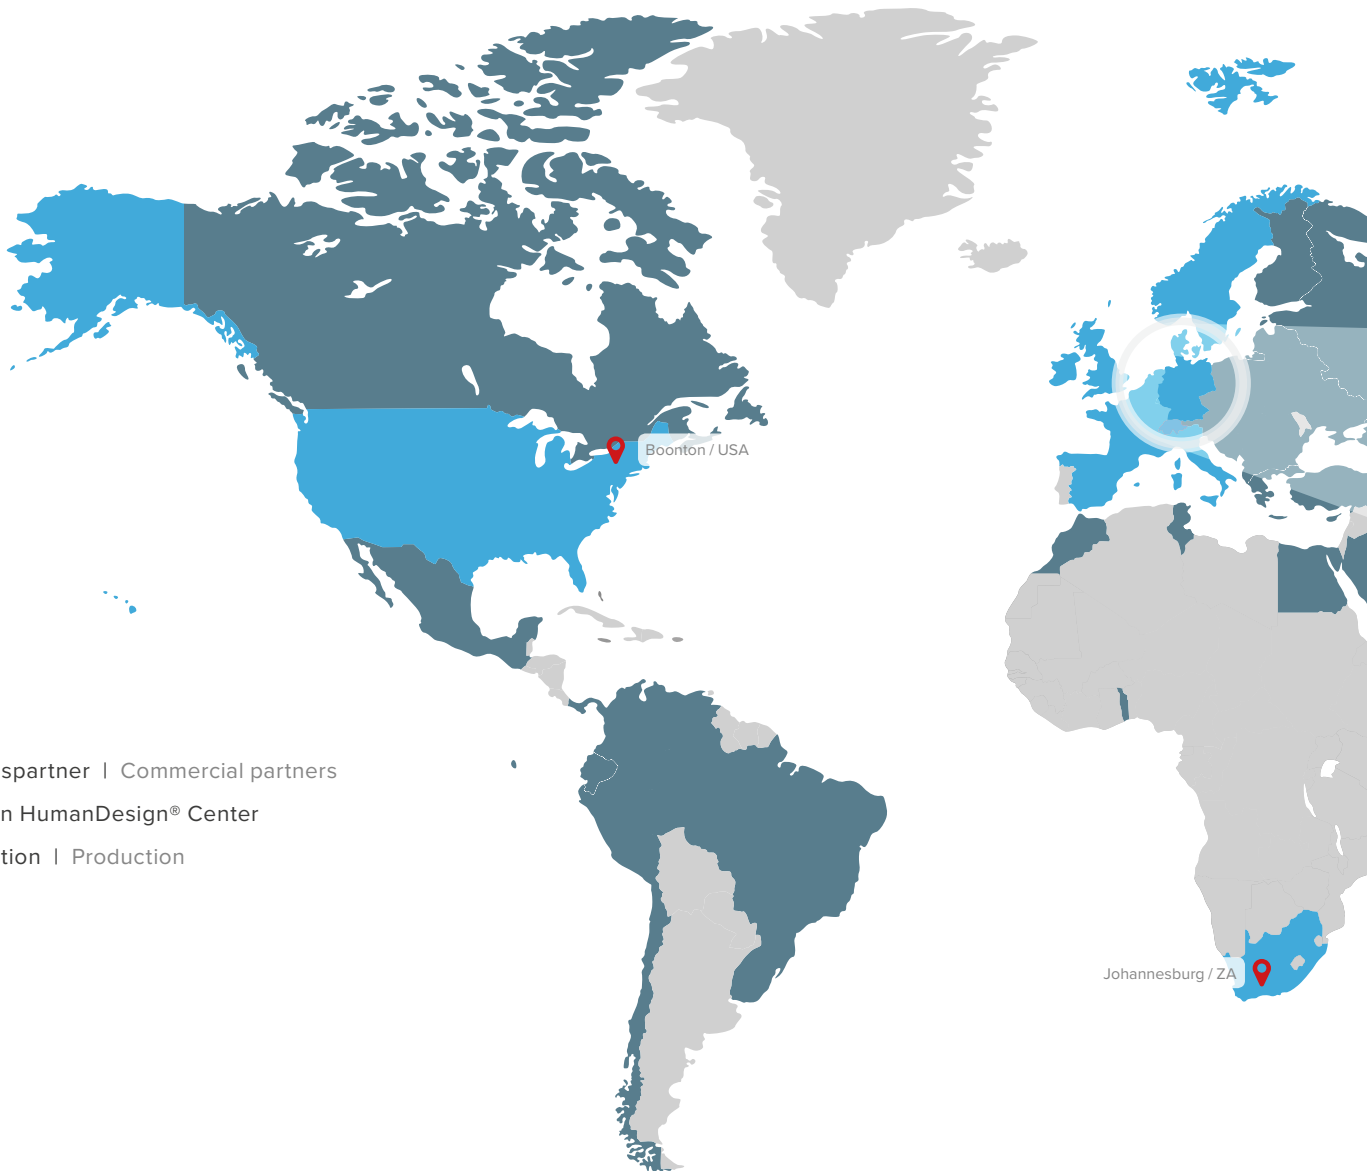 Boonton / USA
spartner | Commercial partners
n HumanDesign® Center
tion | Production
Johannesburg / ZA